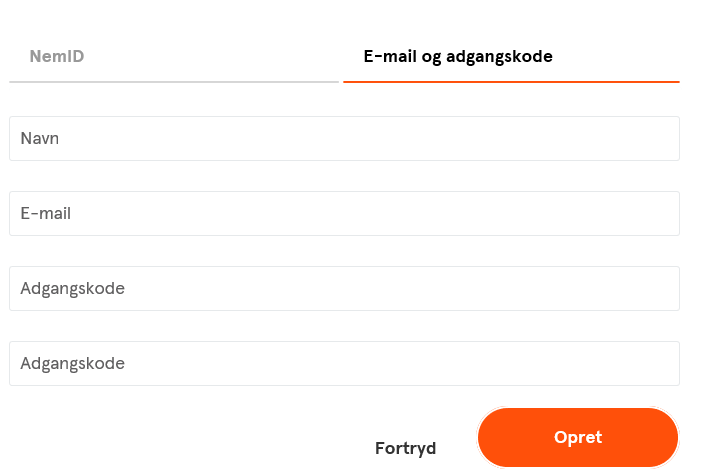 NemID
E-mail og adgangskode
Navn
E-mail
Adgangskode
Adgangskode
Fortryd
Opret